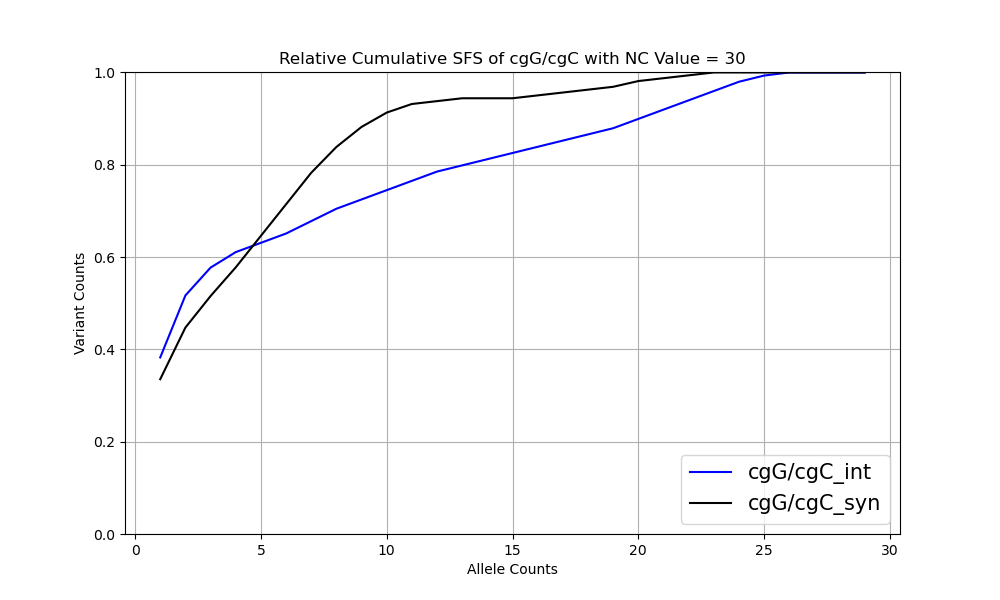 Relative Cumulative SFS of cgG/cgC with NC Value = 30
1.0
0.8
0.6
0.4
0.2
0.0
Variant Counts
0 5 10 15 20 25 30
Allele Counts
cgG/cgC_int
cgG/cgC_syn